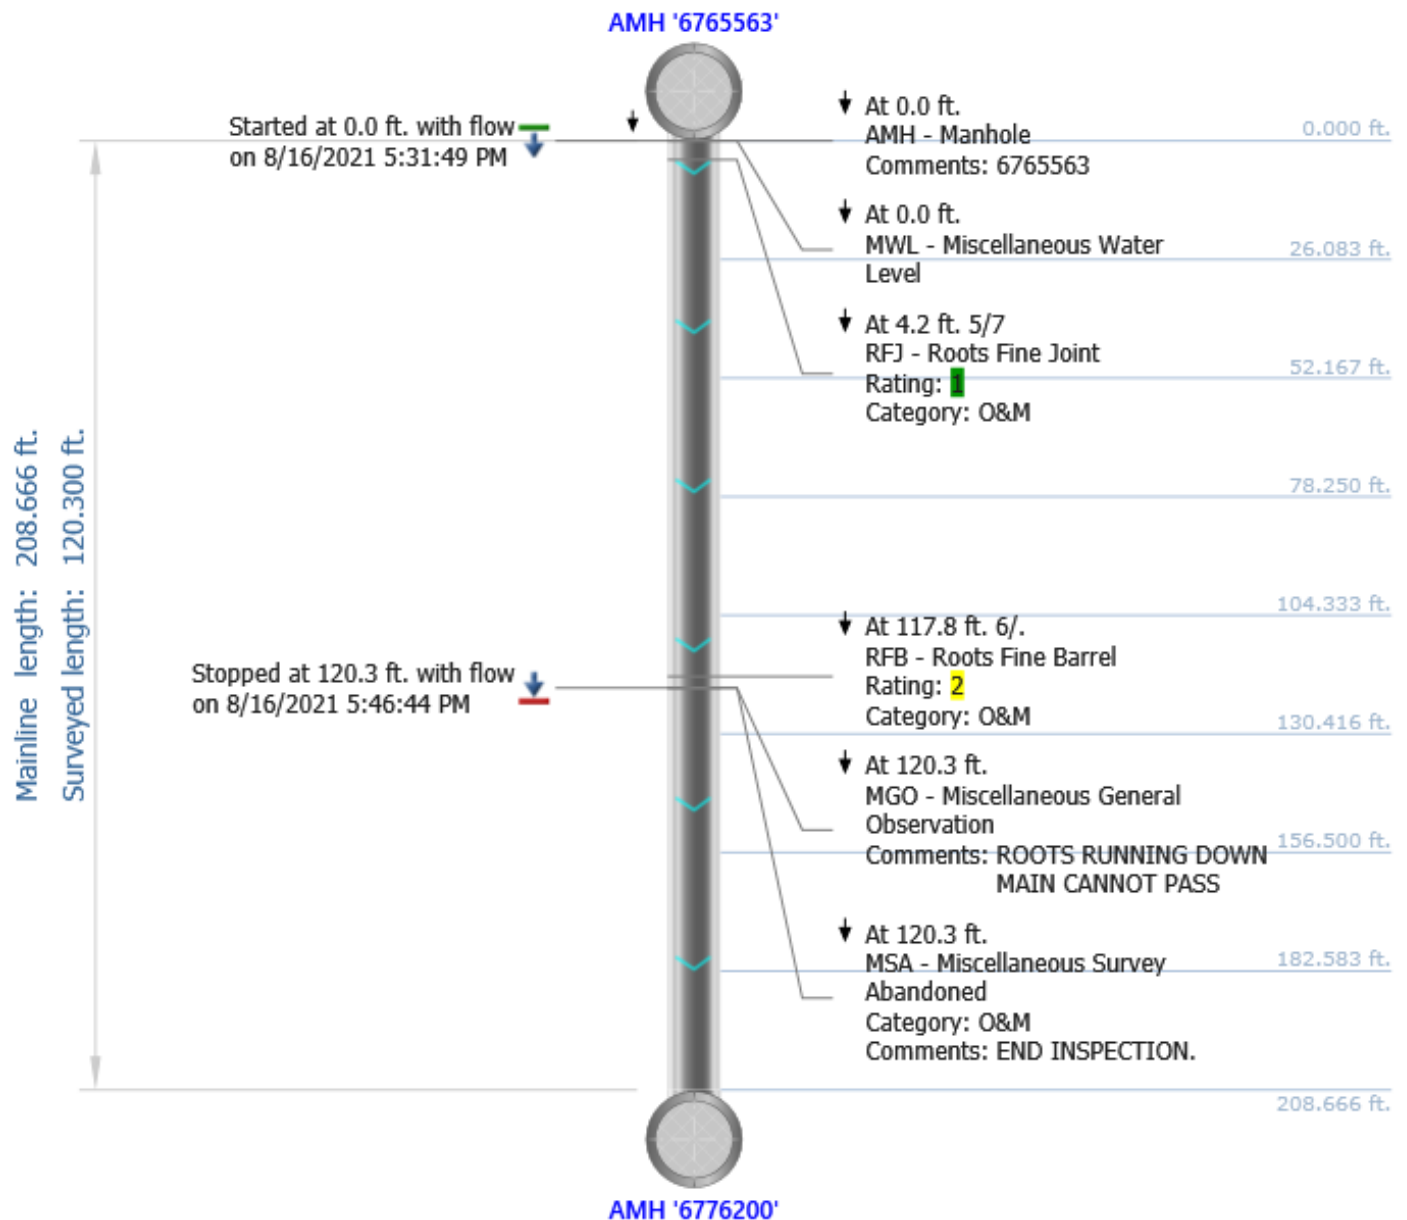 AMH '6765563'
Started at 0.0 ft. with flow
on 8/16/2021 5:31:49 PM
At 0.0 ft.
AMH - Manhole
Comments: 6765563
0.000 ft.
At 0.0 ft.
MWL - Miscellaneous Water
Level
26.083 ft.
At 4.2 ft. 5/7
RFJ - Roots Fine Joint
Rating: 1
Category: O&M
52.167 ft.
Mainline length: 208.666 ft.
Surveyed length: 120.300 ft.
78.250 ft.
104.333 ft.
Stopped at 120.3 ft. with flow
on 8/16/2021 5:46:44 PM
At 117.8 ft. 6/.
RFB - Roots Fine Barrel
Rating: 2
Category: O&M
130.416 ft.
At 120.3 ft.
MGO - Miscellaneous General
Observation
Comments: ROOTS RUNNING DOWN
MAIN CANNOT PASS
156.500 ft.
At 120.3 ft.
MSA - Miscellaneous Survey
Abandoned
Category: O&M
Comments: END INSPECTION.
182.583 ft.
208.666 ft.
AMH '6776200'